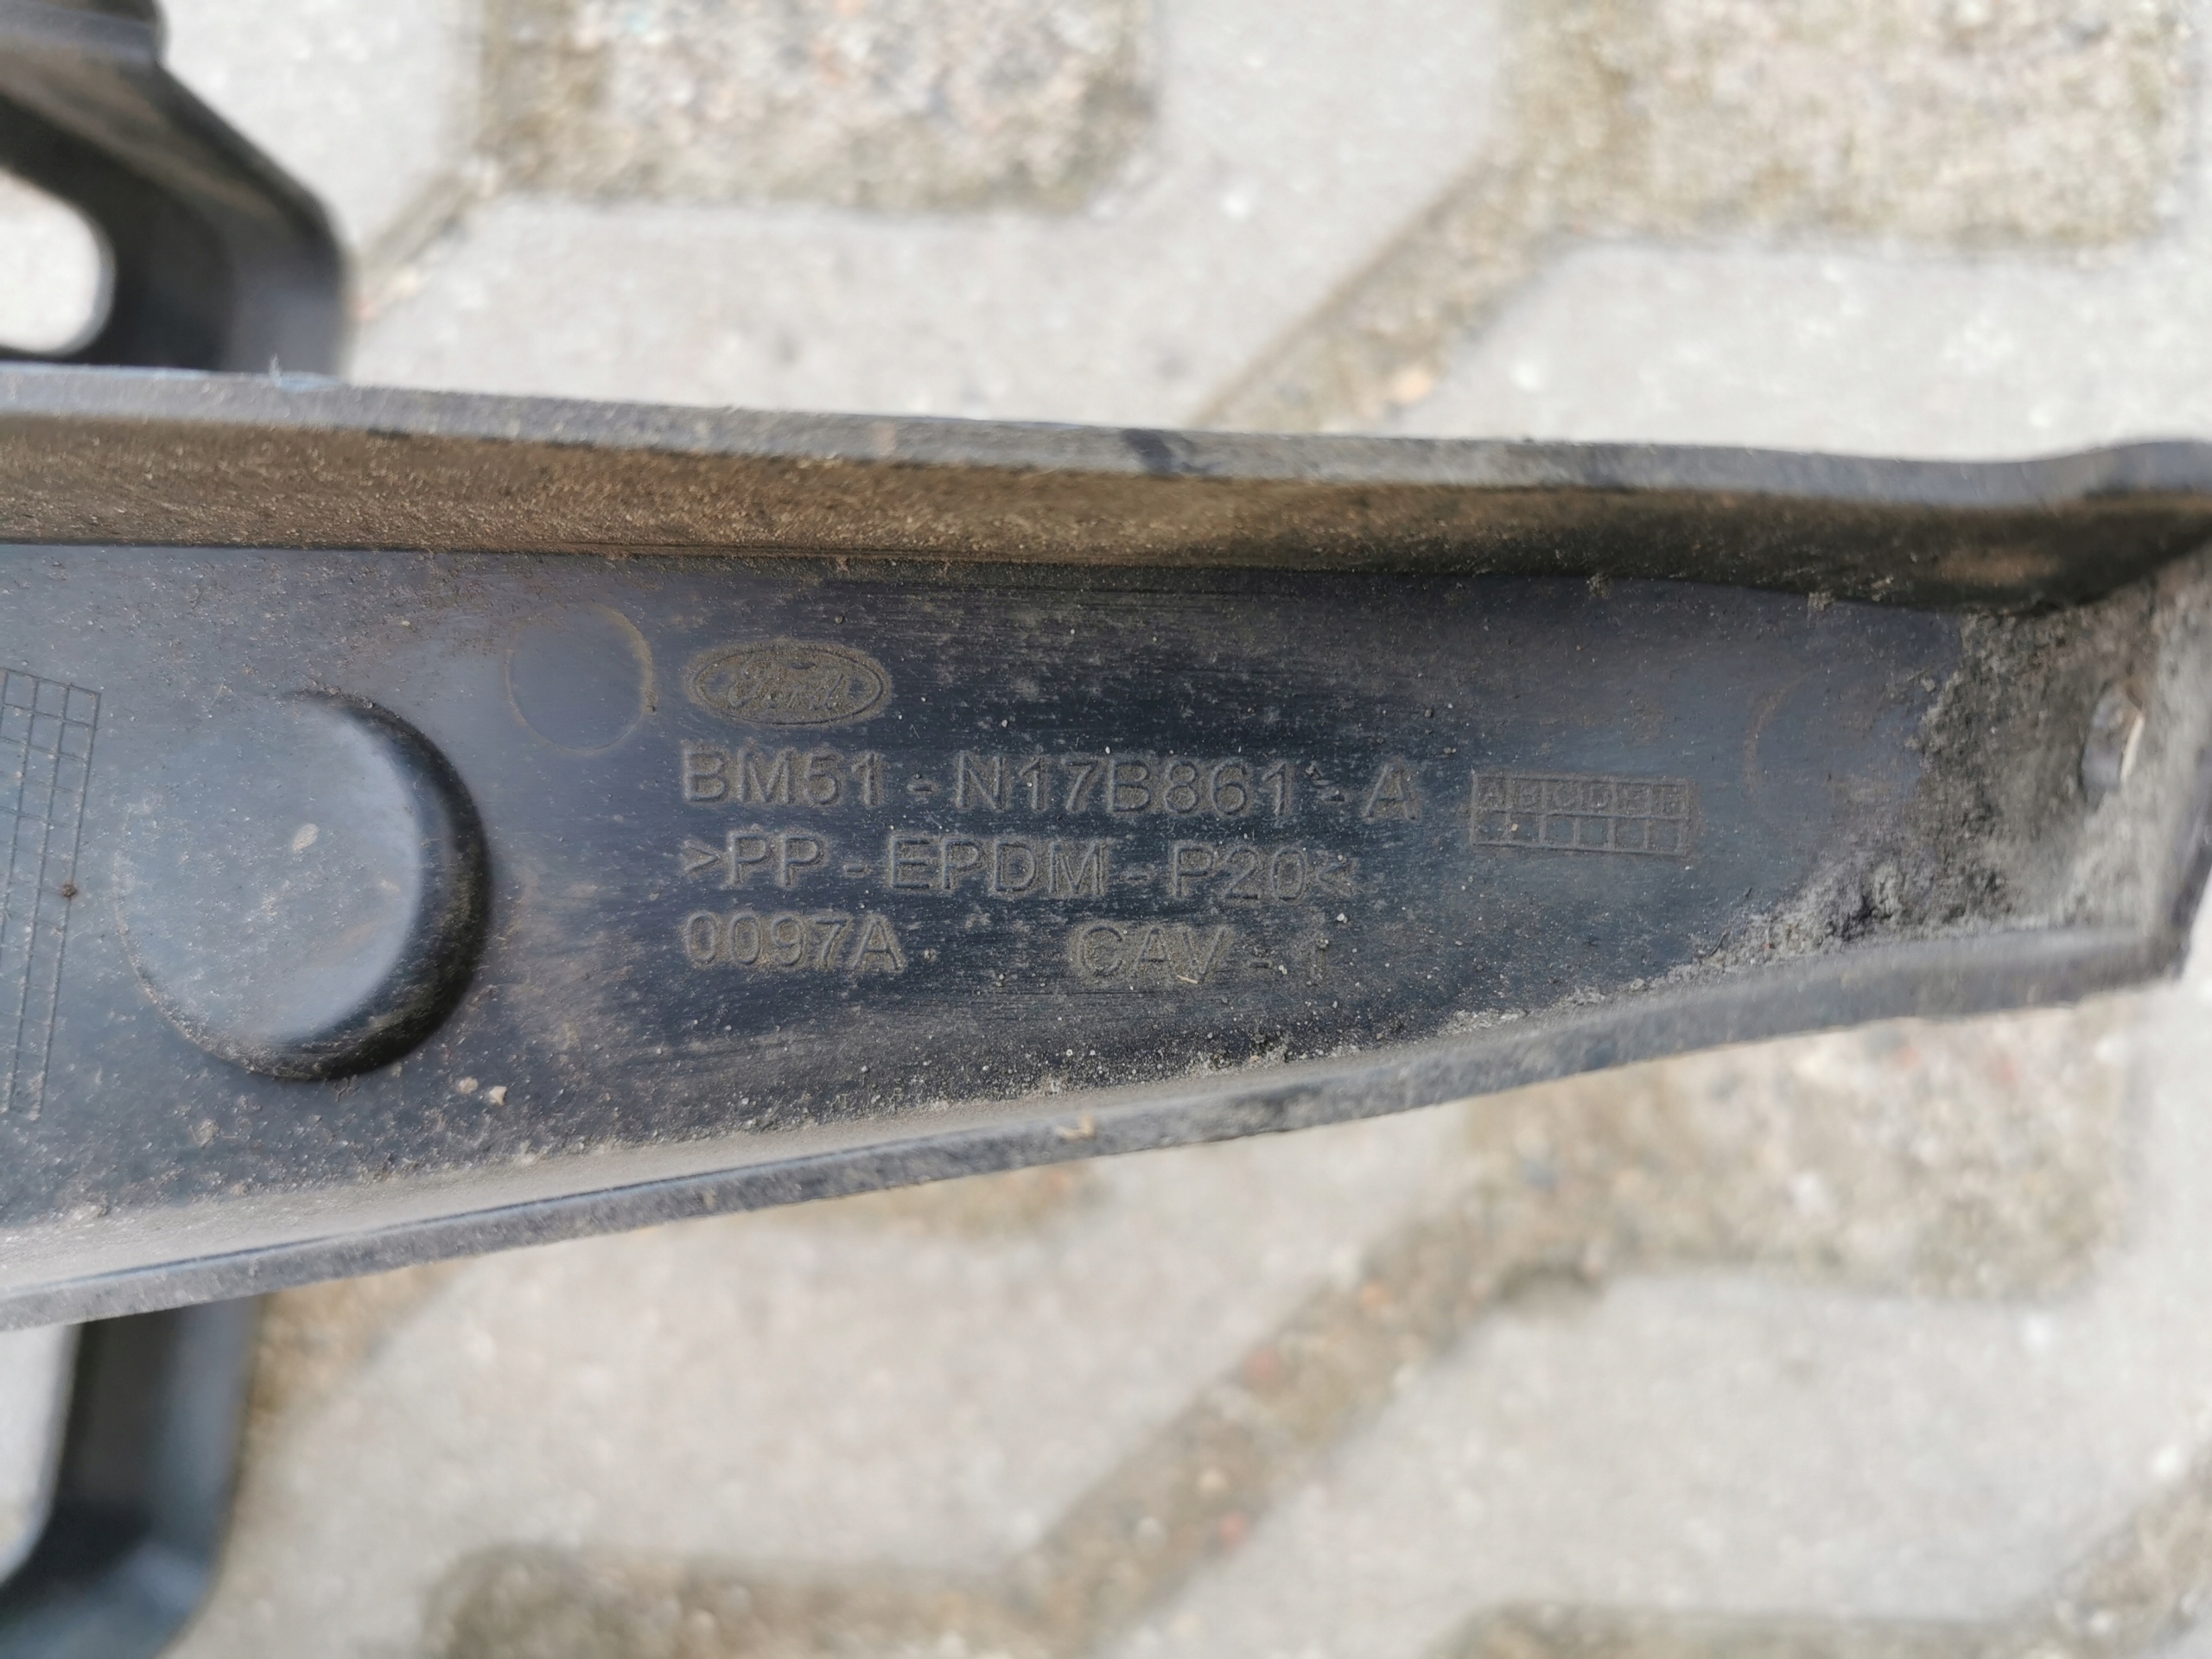 Ford
BM51 - N17B861 - A
>PP - EPDM - P20<
0097A CAV - 1